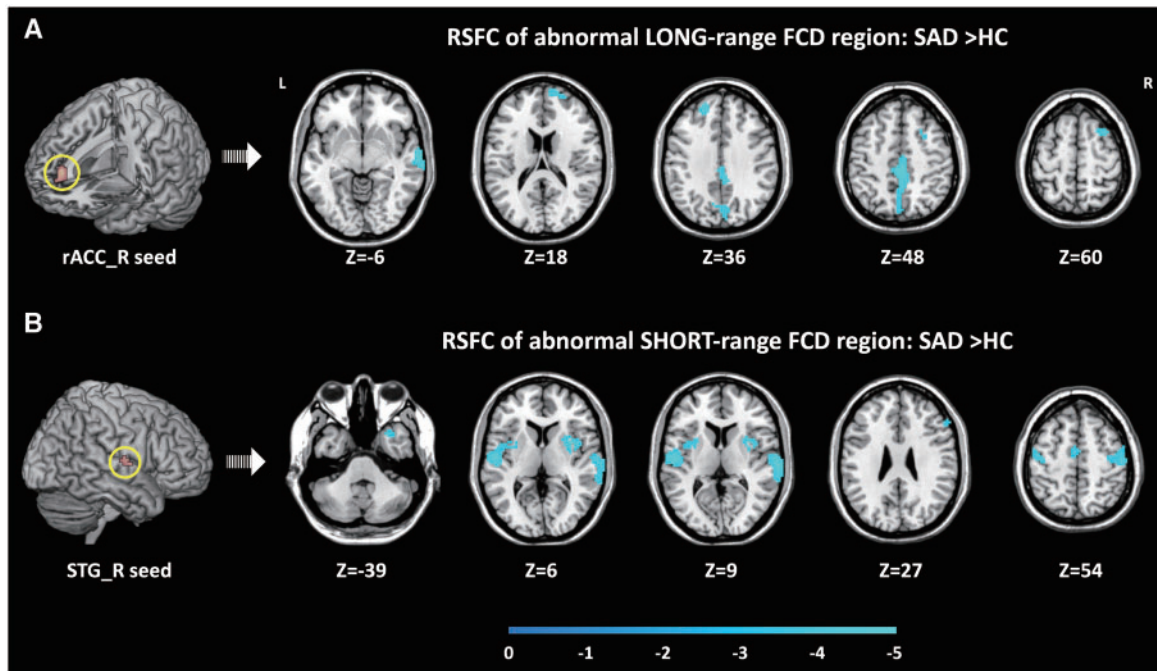 A
RSFC of abnormal LONG-range FCD region: SAD >HC
L
R
rACC_R seed
Z=-6
Z=18
Z=36
Z=48
Z=60
B
RSFC of abnormal SHORT-range FCD region: SAD >HC
STG_R seed
Z=-39
Z=6
Z=9
Z=27
Z=54
0 -1 -2 -3 -4 -5